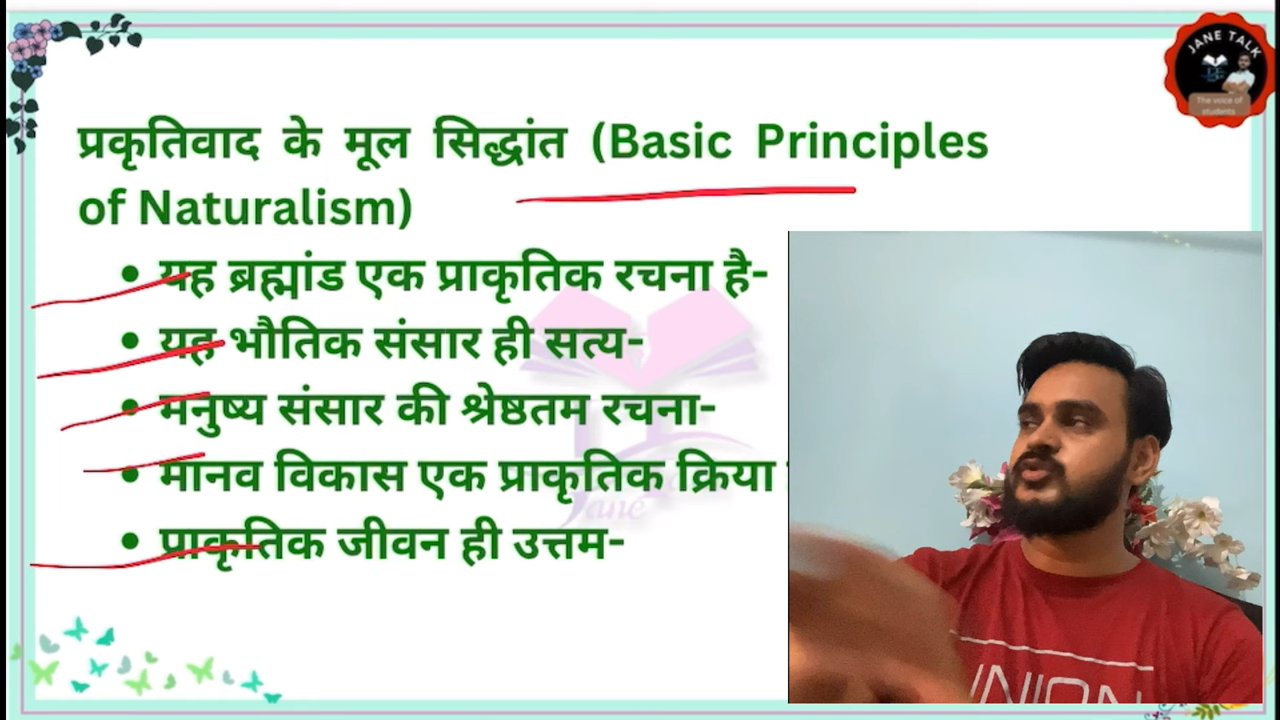 JANE TALK
The voice of
students
प्रकृतिवाद के मूल सिद्धांत (Basic Principles
of Naturalism)
• यह ब्रह्मांड एक प्राकृतिक रचना है-
• यह भौतिक संसार ही सत्य-
• मनुष्य संसार की श्रेष्ठतम रचना-
• मानव विकास एक प्राकृतिक क्रिया
• प्राकृतिक जीवन ही उत्तम-
Jane